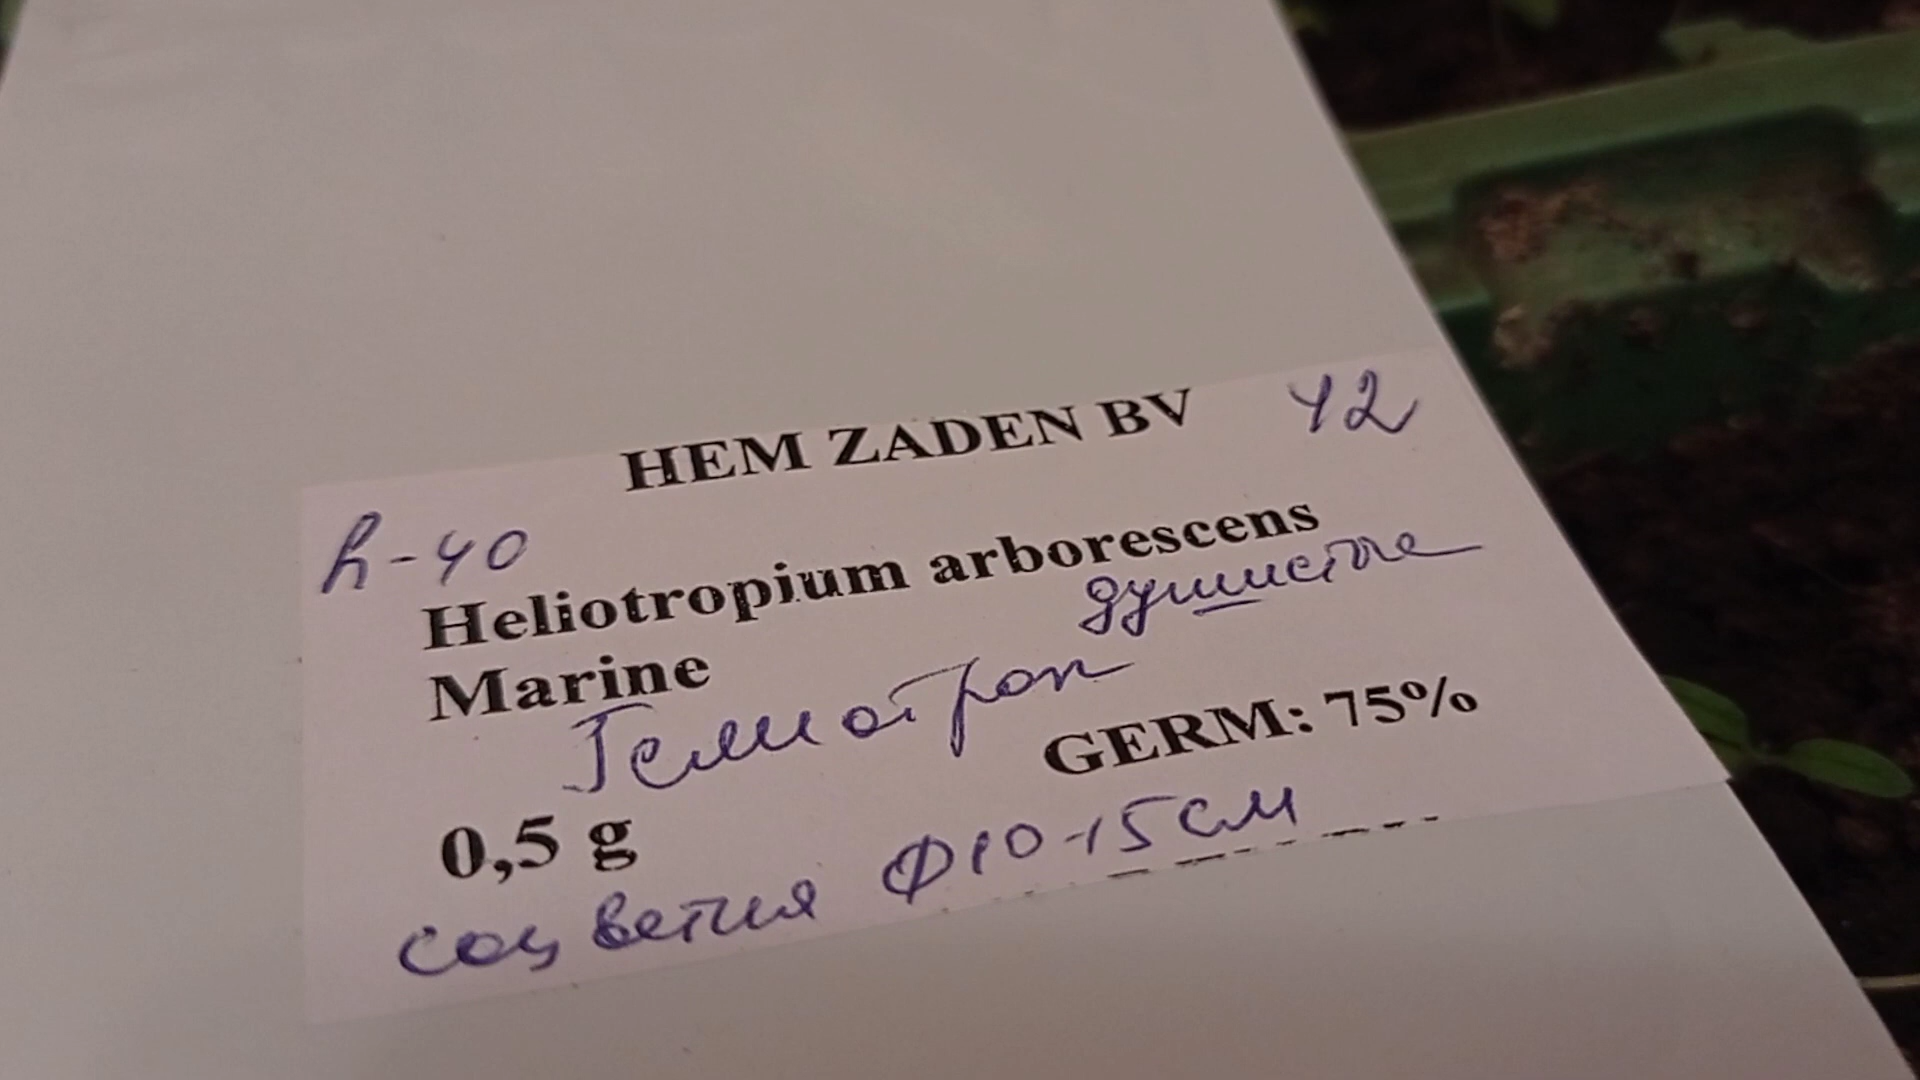 HEM ZADEN BV 42
h-40
Heliotropium arborescens
Marine душистые
Гелиотроп
GERM: 75%
0,5 g
соцветия Ф10-15см